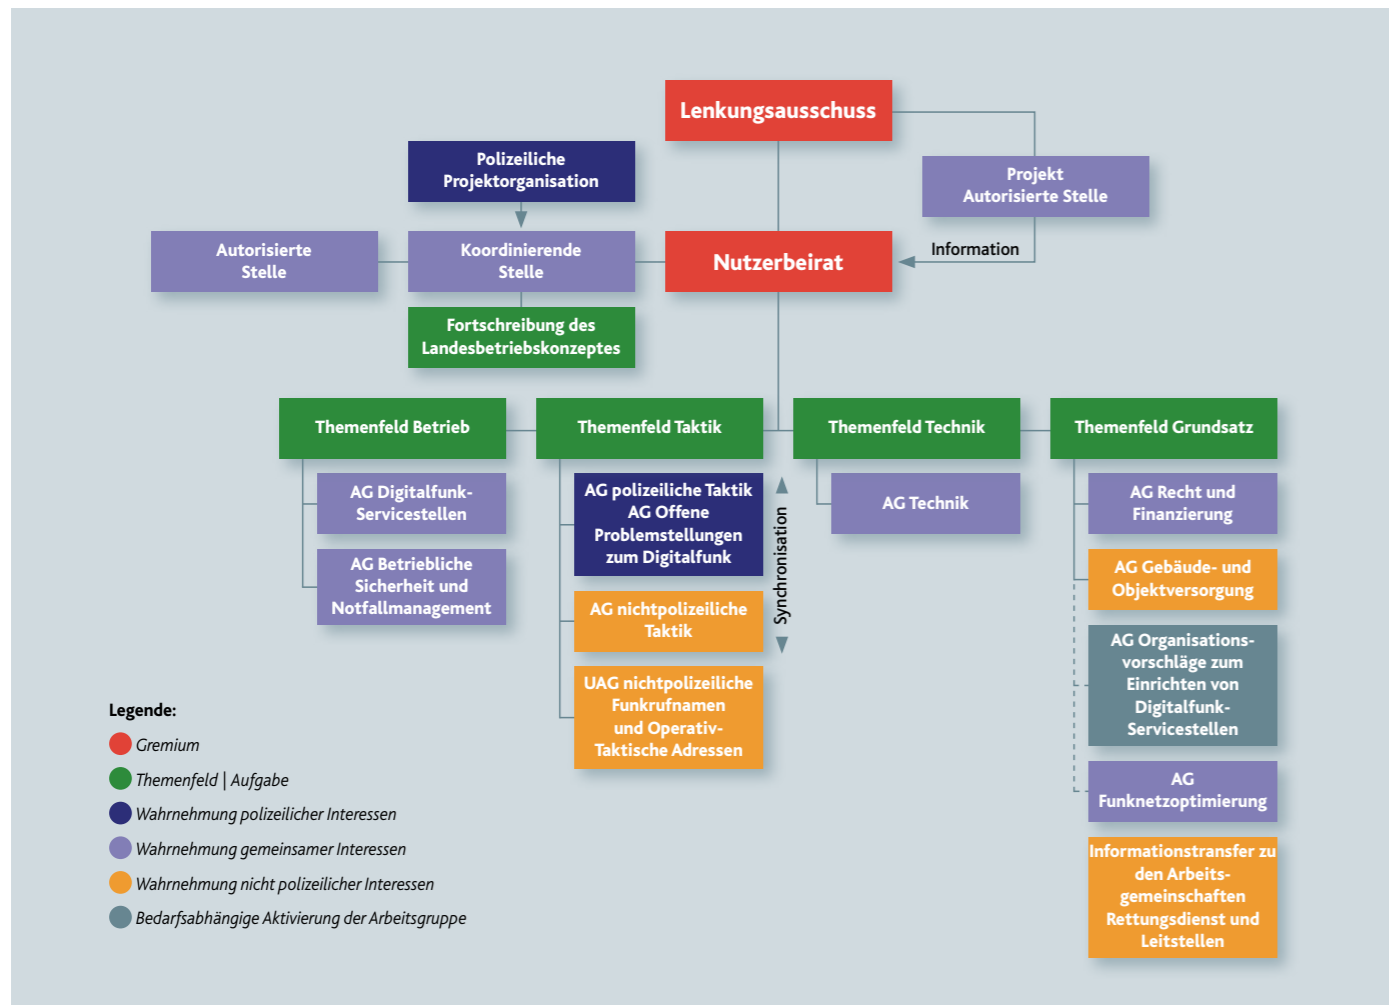 Lenkungsausschuss
Polizeiliche
Projektorganisation
Projekt
Autorisierte Stelle
Autorisierte
Stelle
Koordinierende
Stelle
Nutzerbeirat
Information
Fortschreibung des
Landesbetriebskonzeptes
Themenfeld Betrieb
Themenfeld Taktik
Themenfeld Technik
Themenfeld Grundsatz
AG Digitalfunk-
Servicestellen
AG Betriebliche
Sicherheit und
Notfallmanagement
AG polizeiliche Taktik
AG Offene
Problemstellungen
zum Digitalfunk
AG nichtpolizeiliche
Taktik
UAG nichtpolizeiliche
Funkrufnamen
und Operativ-
Taktische Adressen
Synchronisation
AG Technik
AG Recht und
Finanzierung
AG Gebäude- und
Objektversorgung
AG Organisations-
vorschläge zum
Einrichten von
Digitalfunk-
Servicestellen
AG
Funknetzoptimierung
Informationstransfer zu
den Arbeits-
gemeinschaften
Rettungsdienst und
Leitstellen
Legende:
Gremium
Themenfeld | Aufgabe
Wahrnehmung polizeilicher Interessen
Wahrnehmung gemeinsamer Interessen
Wahrnehmung nicht polizeilicher Interessen
Bedarfsabhängige Aktivierung der Arbeitsgruppe